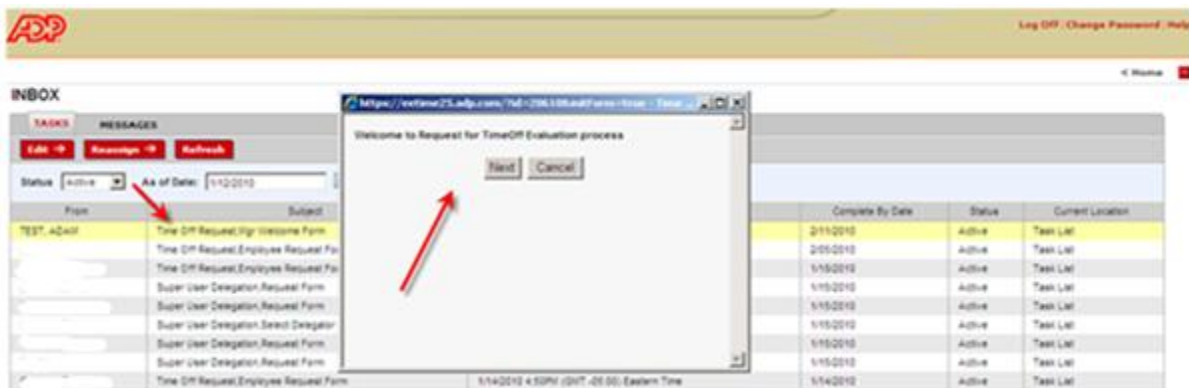 ADP
Log Off Change Password Help
< Home
INBOX
TASKS MESSAGES
Edit Reassign Refresh
Status Active As of Date: 1/12/2010
From Subject Complete By Date Status Current Location
TEST, ADAM Time Off Request,Mgr Welcome Form 2/11/2010 Active Task List
Time Off Request,Employee Request Fo 2/05/2010 Active Task List
Time Off Request,Employee Request Fo 1/15/2010 Active Task List
Super User Delegation,Request Form 1/15/2010 Active Task List
Super User Delegation,Request Form 1/15/2010 Active Task List
Super User Delegation,Select Delegator 1/15/2010 Active Task List
Super User Delegation,Request Form 1/15/2010 Active Task List
Super User Delegation,Request Form 1/15/2010 Active Task List
Time Off Request,Employee Request Form 1/14/2010 4:50PM (GMT -05:00) Eastern Time 1/14/2010 Active Task List
Welcome to Request for TimeOff Evaluation process
Next Cancel